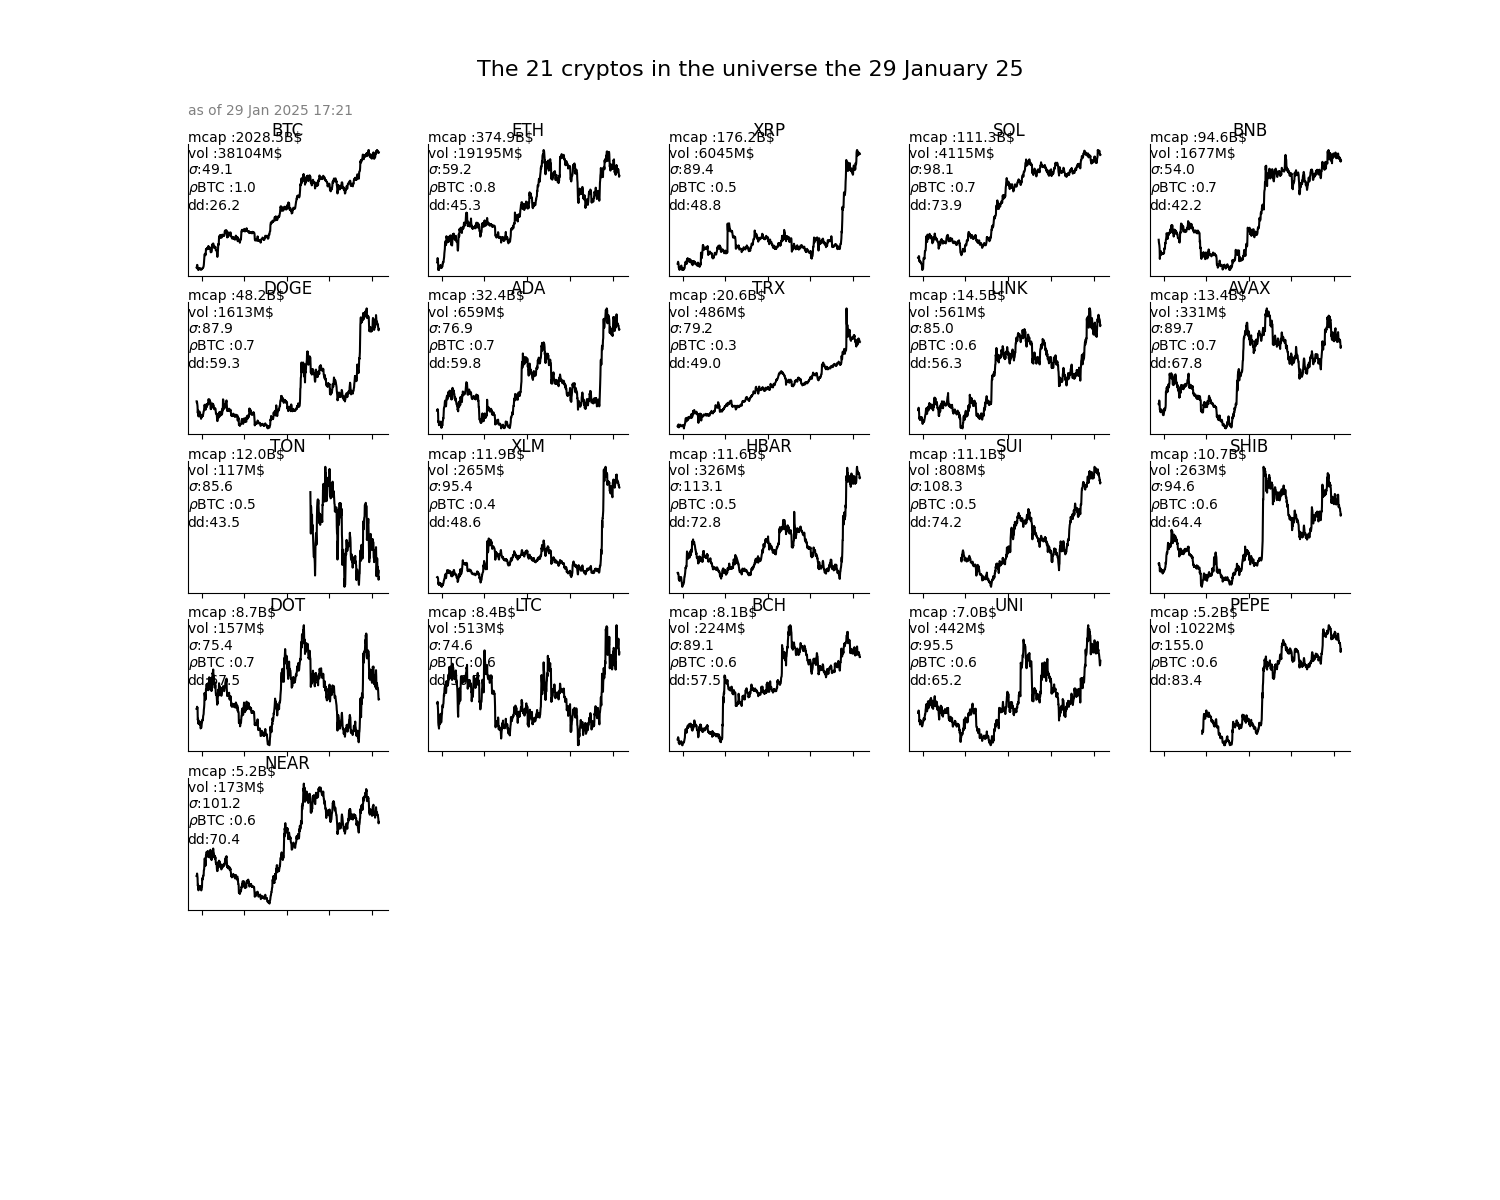 The 21 cryptos in the universe the 29 January 25
as of 29 Jan 2025 17:21
BTC
mcap :2028.3B$
vol :38104M$
σ:49.1
ρBTC :1.0
dd:26.2
ETH
mcap :374.9B$
vol :19195M$
σ:59.2
ρBTC :0.8
dd:45.3
XRP
mcap :176.2B$
vol :6045M$
σ:89.4
ρBTC :0.5
dd:48.8
SOL
mcap :111.3B$
vol :4115M$
σ:98.1
ρBTC :0.7
dd:73.9
BNB
mcap :94.6B$
vol :1677M$
σ:54.0
ρBTC :0.7
dd:42.2
DOGE
mcap :48.2B$
vol :1613M$
σ:87.9
ρBTC :0.7
dd:59.3
ADA
mcap :32.4B$
vol :659M$
σ:76.9
ρBTC :0.7
dd:59.8
TRX
mcap :20.6B$
vol :486M$
σ:79.2
ρBTC :0.3
dd:49.0
LINK
mcap :14.5B$
vol :561M$
σ:85.0
ρBTC :0.6
dd:56.3
AVAX
mcap :13.4B$
vol :331M$
σ:89.7
ρBTC :0.7
dd:67.8
TON
mcap :12.0B$
vol :117M$
σ:85.6
ρBTC :0.5
dd:43.5
XLM
mcap :11.9B$
vol :265M$
σ:95.4
ρBTC :0.4
dd:48.6
HBAR
mcap :11.6B$
vol :326M$
σ:113.1
ρBTC :0.5
dd:72.8
SUI
mcap :11.1B$
vol :808M$
σ:108.3
ρBTC :0.5
dd:74.2
SHIB
mcap :10.7B$
vol :263M$
σ:94.6
ρBTC :0.6
dd:64.4
DOT
mcap :8.7B$
vol :157M$
σ:75.4
ρBTC :0.7
LTC
mcap :8.4B$
vol :513M$
σ:74.6
ρBTC :0.6
BCH
mcap :8.1B$
vol :224M$
σ:89.1
ρBTC :0.6
dd:57.5
UNI
mcap :7.0B$
vol :442M$
σ:95.5
ρBTC :0.6
dd:65.2
PEPE
mcap :5.2B$
vol :1022M$
σ:155.0
ρBTC :0.6
dd:83.4
NEAR
mcap :5.2B$
vol :173M$
σ:101.2
ρBTC :0.6
dd:70.4